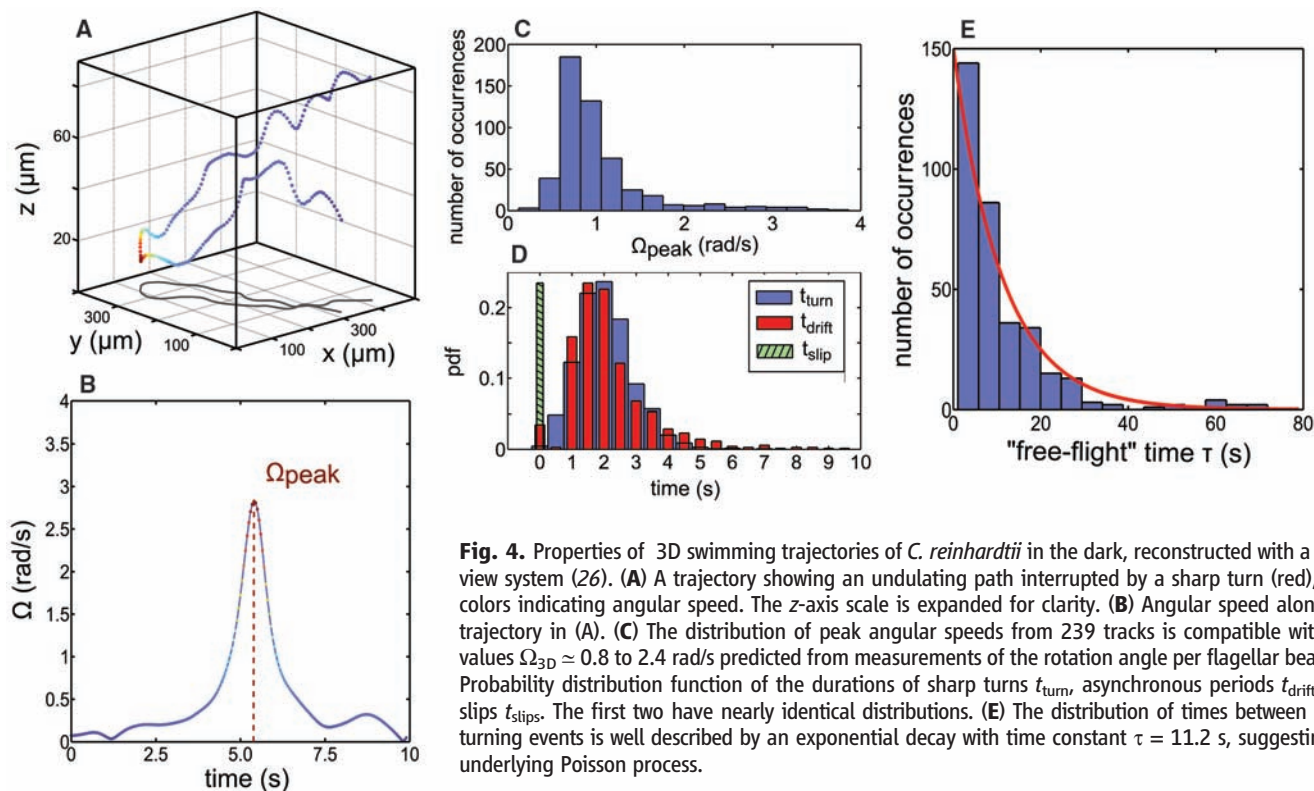 A
z (µm)
60
20
y (µm)
300
100
x (µm)
100
300
B
Ω (rad/s)
4
3.5
3
2.5
2
1.5
1
0.5
0
Ωpeak
0 2.5 5.0 7.5 10
time (s)
C
number of occurrences
200
150
100
50
0
0 1 2 3 4
Ωpeak (rad/s)
D
pdf
0.2
0.1
0
t_turn
t_drift
t_slip
0 1 2 3 4 5 6 7 8 9 10
time (s)
E
number of occurrences
150
100
50
0
0 20 40 60 80
"free-flight" time τ (s)
Fig. 4. Properties of 3D swimming trajectories of C. reinhardtii in the dark, reconstructed with a
view system (26). (A) A trajectory showing an undulating path interrupted by a sharp turn (red),
colors indicating angular speed. The z-axis scale is expanded for clarity. (B) Angular speed alon
trajectory in (A). (C) The distribution of peak angular speeds from 239 tracks is compatible wit
values Ω3D ≃ 0.8 to 2.4 rad/s predicted from measurements of the rotation angle per flagellar bea
Probability distribution function of the durations of sharp turns t_turn, asynchronous periods t_drift
slips t_slips. The first two have nearly identical distributions. (E) The distribution of times between
turning events is well described by an exponential decay with time constant τ = 11.2 s, suggestin
underlying Poisson process.